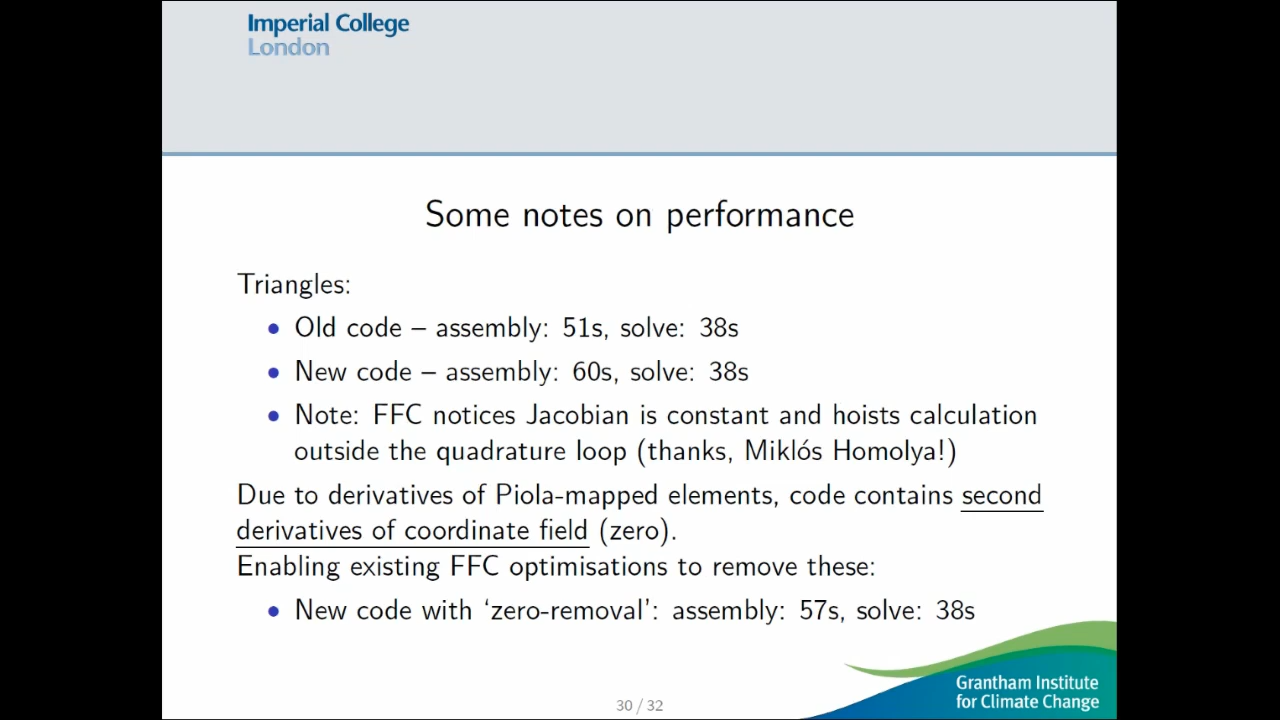 Imperial College
London
Some notes on performance
Triangles:
• Old code – assembly: 51s, solve: 38s
• New code – assembly: 60s, solve: 38s
• Note: FFC notices Jacobian is constant and hoists calculation
outside the quadrature loop (thanks, Miklós Homolya!)
Due to derivatives of Piola-mapped elements, code contains second
derivatives of coordinate field (zero).
Enabling existing FFC optimisations to remove these:
• New code with ‘zero-removal’: assembly: 57s, solve: 38s
Grantham Institute
for Climate Change
30 / 32